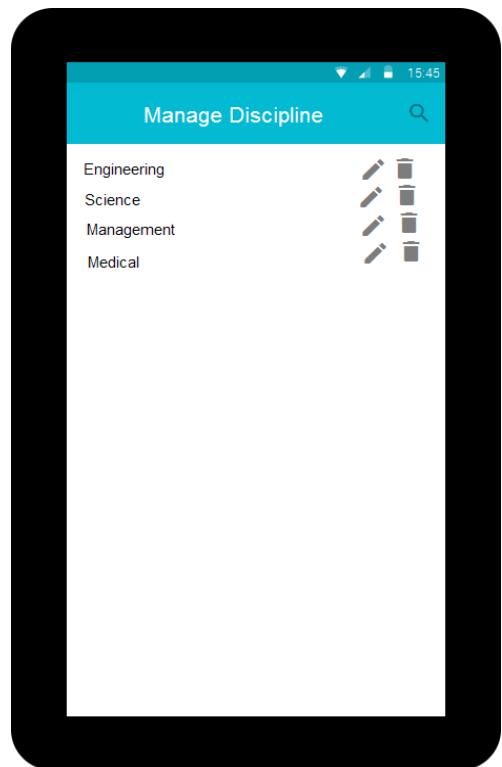 15:45
Manage Discipline
Engineering
Science
Management
Medical